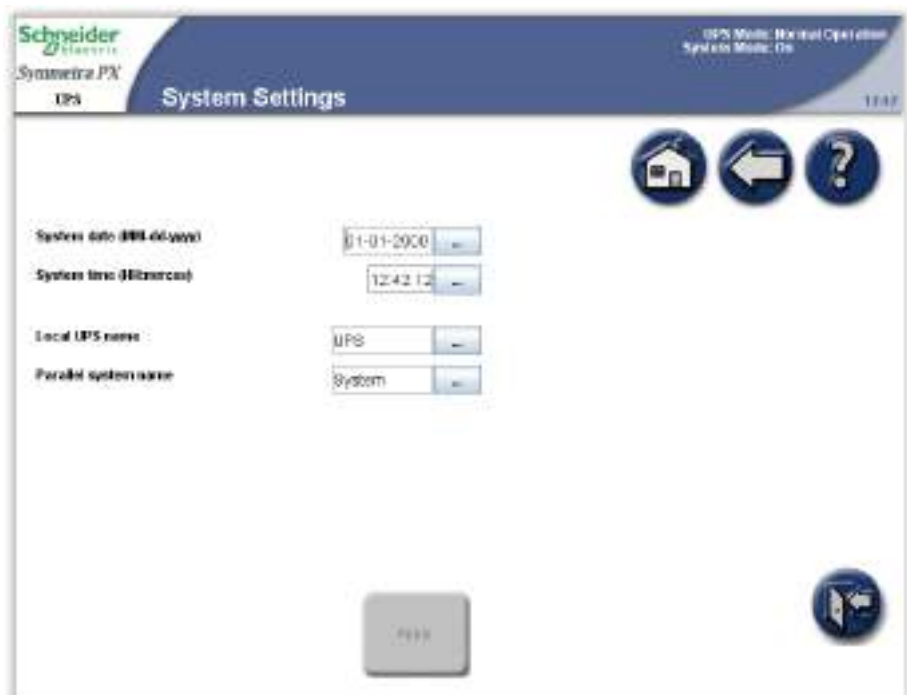 Schneider
Electric
UPS Mode: Normal Operation
System Mode: On
Symmetra PX
UPS
System Settings
System date (MM-dd-yyyy)
01-01-2000
System time (HH:mm:ss)
12:42:12
Local UPS name
UPS
Parallel system name
System